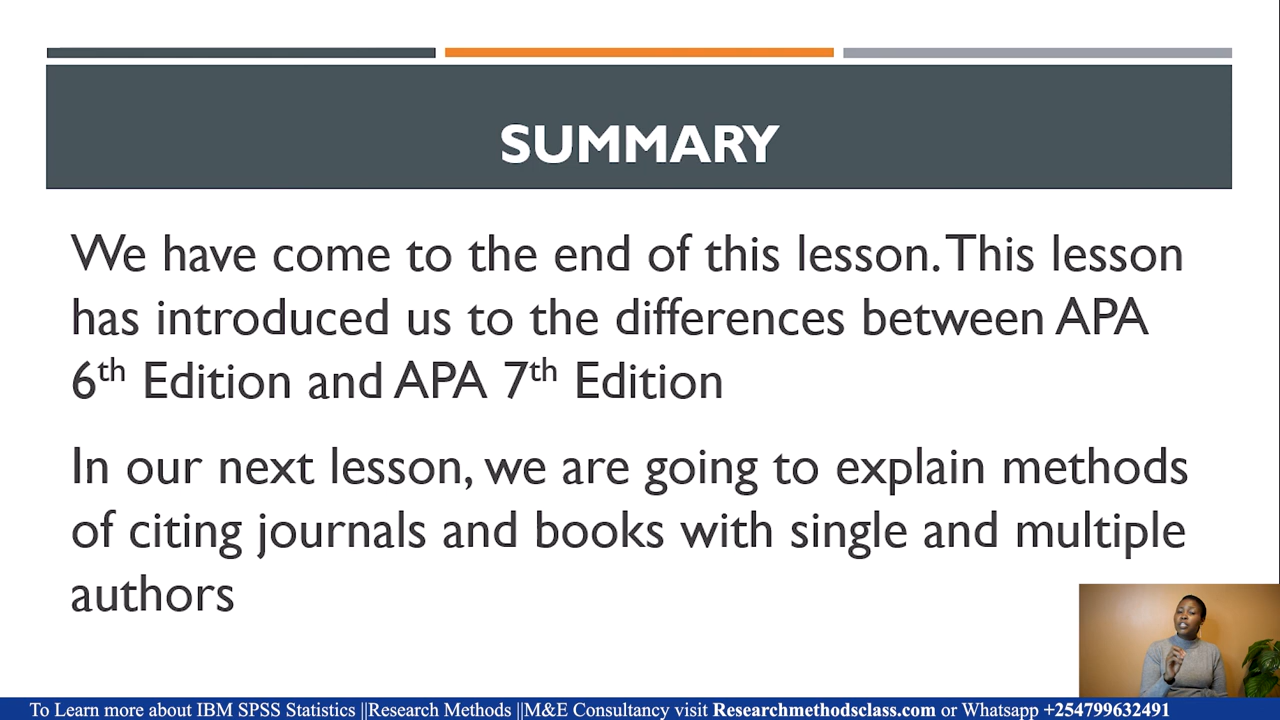 SUMMARY
We have come to the end of this lesson. This lesson
has introduced us to the differences between APA
6th Edition and APA 7th Edition
In our next lesson, we are going to explain methods
of citing journals and books with single and multiple
authors
To Learn more about IBM SPSS Statistics ||Research Methods ||M&E Consultancy visit Researchmethodsclass.com or Whatsapp +254799632491